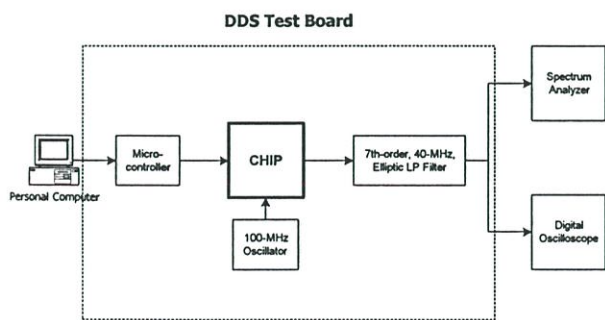 DDS Test Board
Spectrum
Analyzer
Micro-
controller
CHIP
7th-order, 40-MHz,
Elliptic LP Filter
Personal Computer
100-MHz
Oscillator
Digital
Oscilloscope